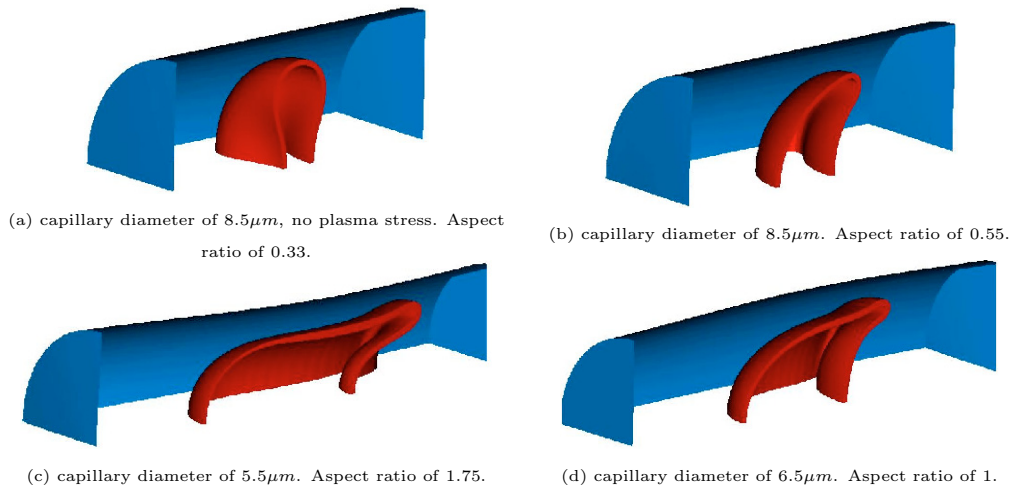 (a) capillary diameter of 8.5μm, no plasma stress. Aspect
ratio of 0.33.
(b) capillary diameter of 8.5μm. Aspect ratio of 0.55.
(c) capillary diameter of 5.5μm. Aspect ratio of 1.75.
(d) capillary diameter of 6.5μm. Aspect ratio of 1.